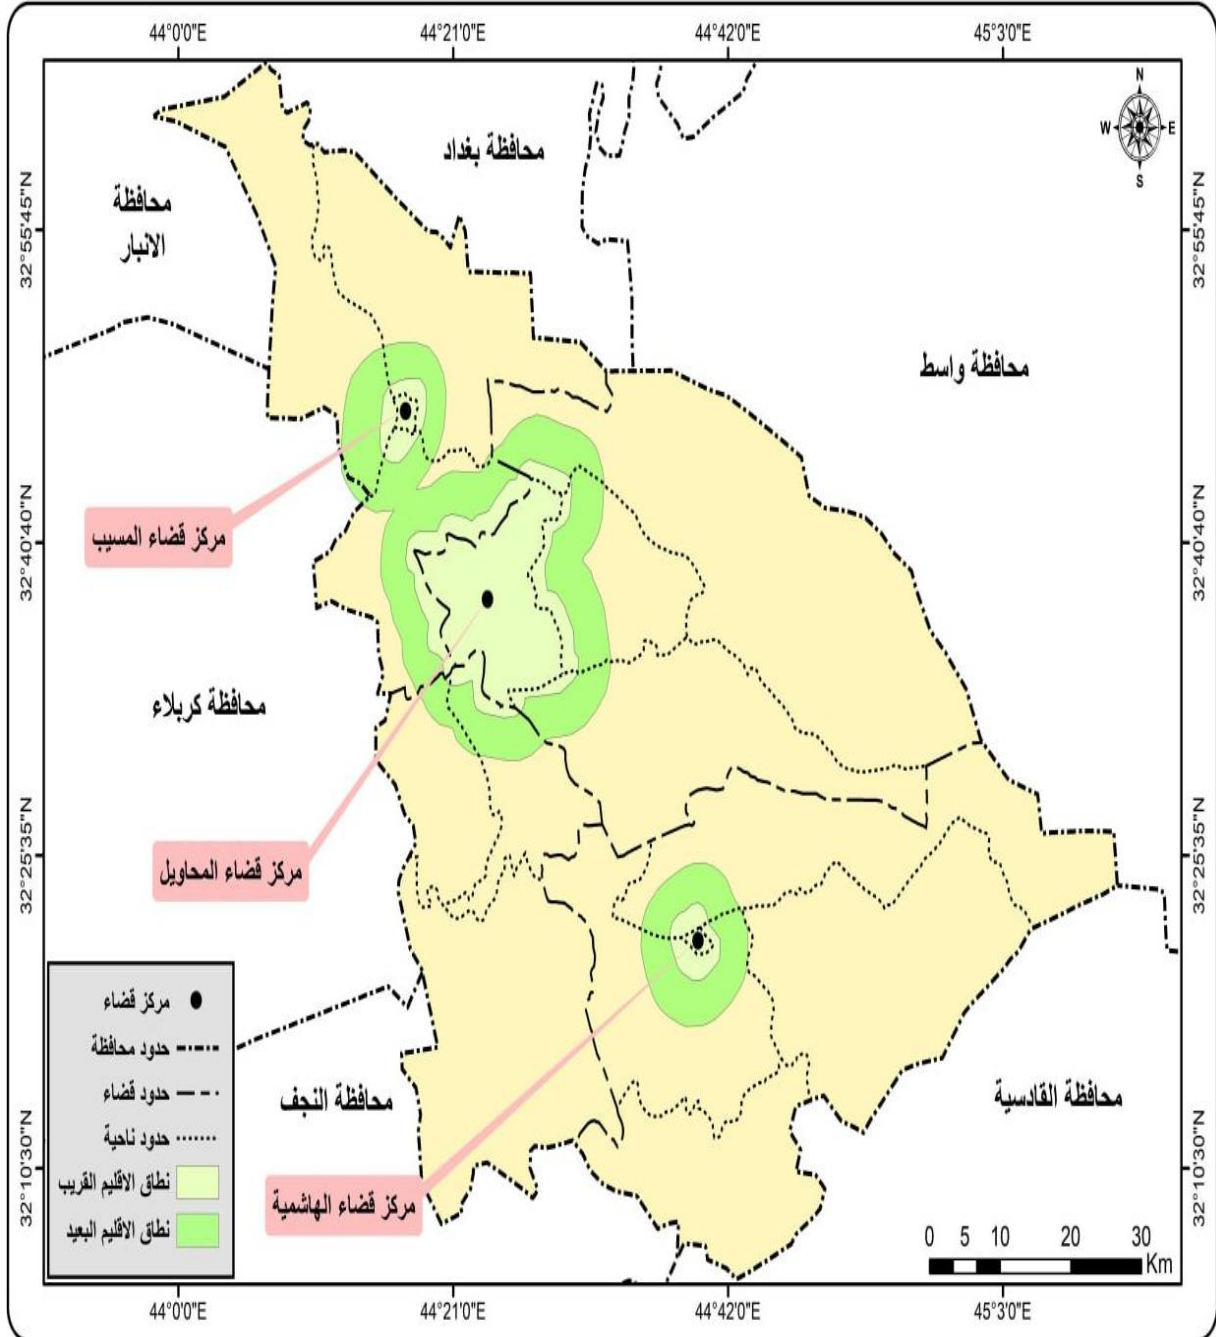 44°0'0"E
44°21'0"E
44°42'0"E
45°3'0"E
N
W
E
S
محافظة بغداد
محافظة
الانبار
32°55'45"N
32°55'45"N
محافظة واسط
مركز قضاء المسيب
32°40'40"N
32°40'40"N
محافظة كربلاء
مركز قضاء المحاويل
32°25'35"N
32°25'35"N
مركز قضاء
حدود محافظة
حدود قضاء
حدود ناحية
نطاق الاقليم القريب
نطاق الاقليم البعيد
محافظة النجف
محافظة القادسية
مركز قضاء الهاشمية
32°10'30"N
32°10'30"N
0 5 10 20 30
Km
44°0'0"E
44°21'0"E
44°42'0"E
45°3'0"E